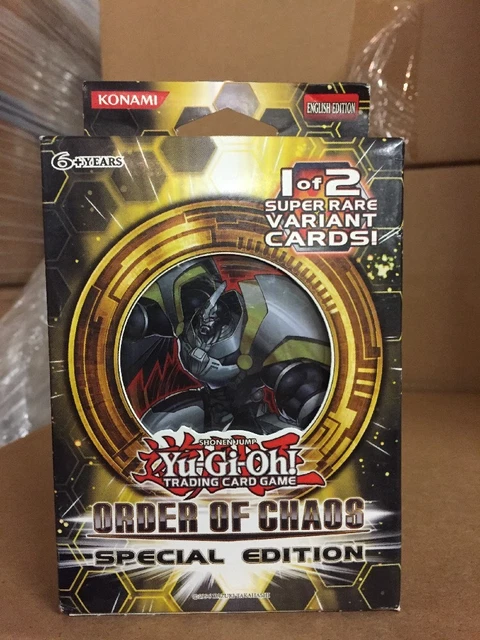 KONAMI
ENGLISH EDITION
6+YEARS
1 of 2
SUPER RARE
VARIANT
CARDS!
SHONEN JUMP
Yu-Gi-Oh!
TRADING CARD GAME
ORDER OF CHAOS
SPECIAL EDITION